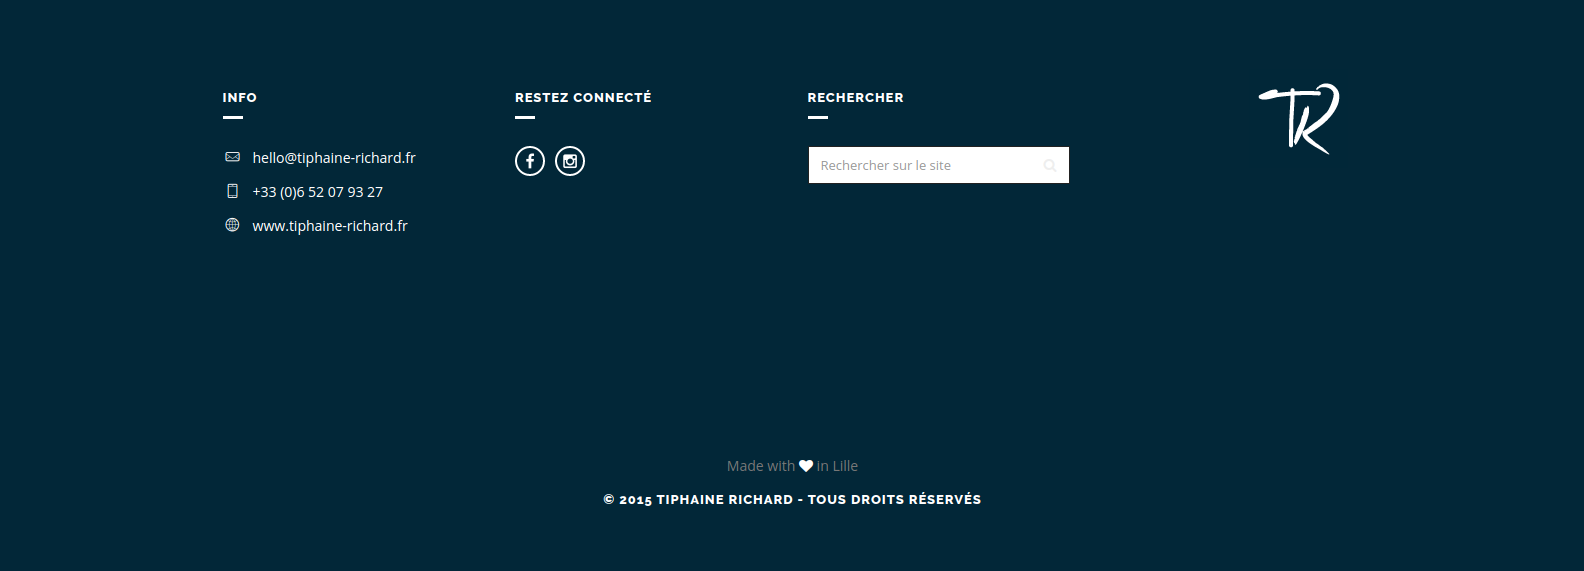 INFO
hello@tiphaine-richard.fr
+33 (0)6 52 07 93 27
www.tiphaine-richard.fr
RESTEZ CONNECTÉ
RECHERCHER
Rechercher sur le site
TR
Made with ♥ in Lille
© 2015 TIPHAINE RICHARD - TOUS DROITS RÉSERVÉS